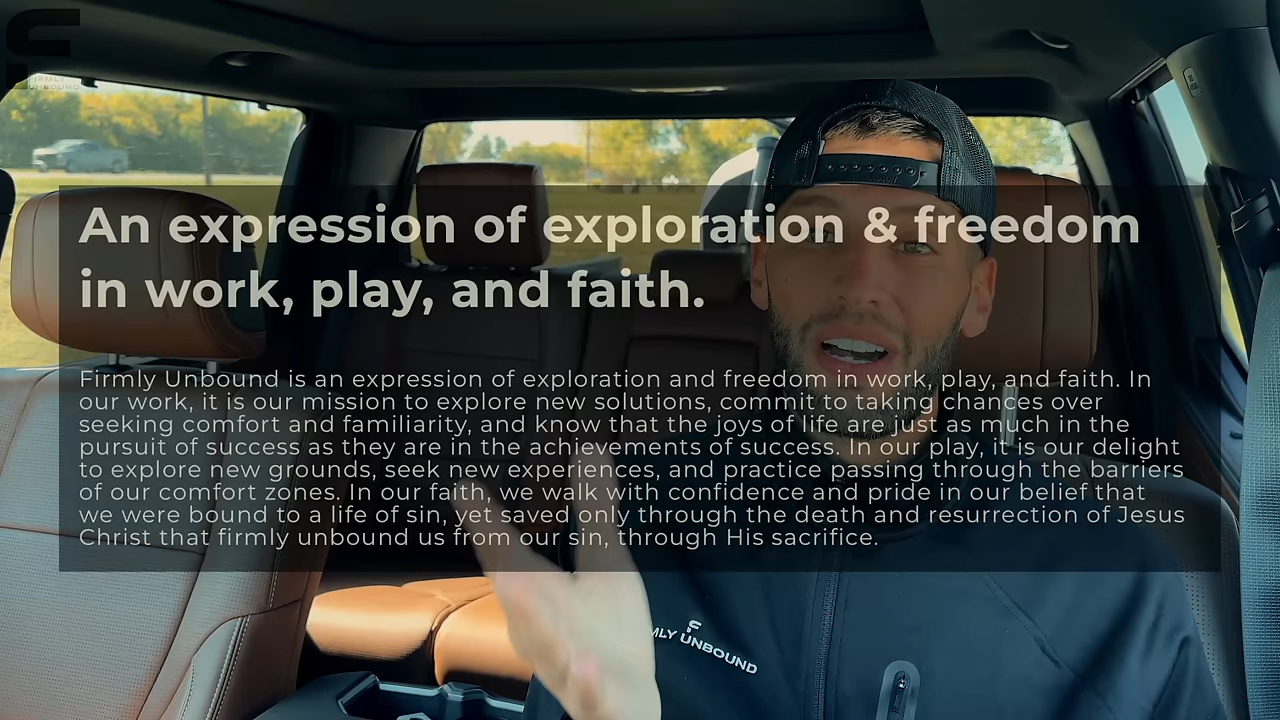 FIRMLY
UNBOUND
An expression of exploration & freedom
in work, play, and faith.
Firmly Unbound is an expression of exploration and freedom in work, play, and faith. In
our work, it is our mission to explore new solutions, commit to taking chances over
seeking comfort and familiarity, and know that the joys of life are just as much in the
pursuit of success as they are in the achievements of success. In our play, it is our delight
to explore new grounds, seek new experiences, and practice passing through the barriers
of our comfort zones. In our faith, we walk with confidence and pride in our belief that
we were bound to a life of sin, yet saved only through the death and resurrection of Jesus
Christ that firmly unbound us from our sin, through His sacrifice.
MLY UNBOUND